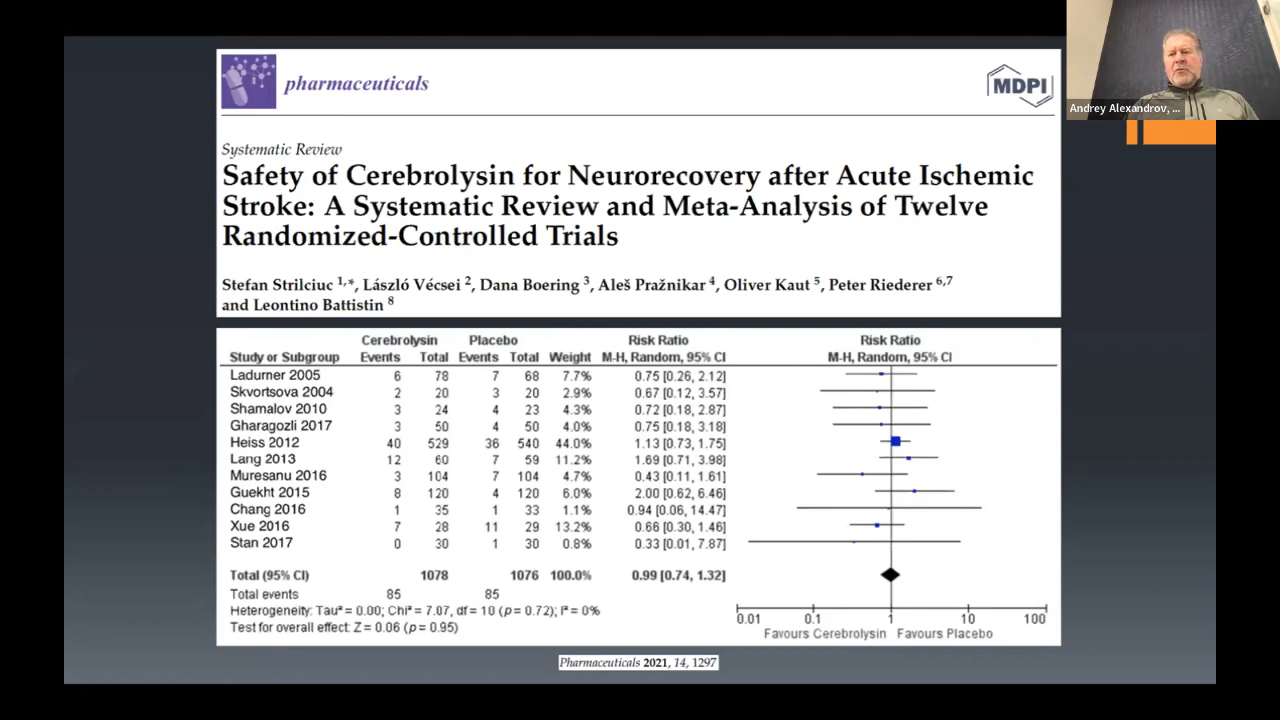 pharmaceuticals
MDPI
Andrey Alexandrov, ...
Systematic Review
Safety of Cerebrolysin for Neurorecovery after Acute Ischemic
Stroke: A Systematic Review and Meta-Analysis of Twelve
Randomized-Controlled Trials
Stefan Strilciuc 1,*, László Vécsei 2, Dana Boering 3, Aleš Pražnikar 4, Oliver Kaut 5, Peter Riederer 6,7
and Leontino Battistin 8
Cerebrolysin Placebo Risk Ratio Risk Ratio
Study or Subgroup Events Total Events Total Weight M-H, Random, 95% CI M-H, Random, 95% CI
Ladurner 2005 6 78 7 68 7.7% 0.75 [0.26, 2.12]
Skvortsova 2004 2 20 3 20 2.9% 0.67 [0.12, 3.57]
Shamalov 2010 3 24 4 23 4.3% 0.72 [0.18, 2.87]
Gharagozli 2017 3 50 4 50 4.0% 0.75 [0.18, 3.18]
Heiss 2012 40 529 36 540 44.0% 1.13 [0.73, 1.75]
Lang 2013 12 60 7 59 11.2% 1.69 [0.71, 3.98]
Muresanu 2016 3 104 7 104 4.7% 0.43 [0.11, 1.61]
Guekht 2015 8 120 4 120 6.0% 2.00 [0.62, 6.46]
Chang 2016 1 35 1 33 1.1% 0.94 [0.06, 14.47]
Xue 2016 7 28 11 29 13.2% 0.66 [0.30, 1.46]
Stan 2017 0 30 1 30 0.8% 0.33 [0.01, 7.87]
Total (95% CI) 1078 1076 100.0% 0.99 [0.74, 1.32]
Total events 85 85
Heterogeneity: Tau² = 0.00; Chi² = 7.07, df = 10 (p = 0.72); I² = 0%
Test for overall effect: Z = 0.06 (p = 0.95)
0.01 0.1 1 10 100
Favours Cerebrolysin Favours Placebo
Pharmaceuticals 2021, 14, 1297